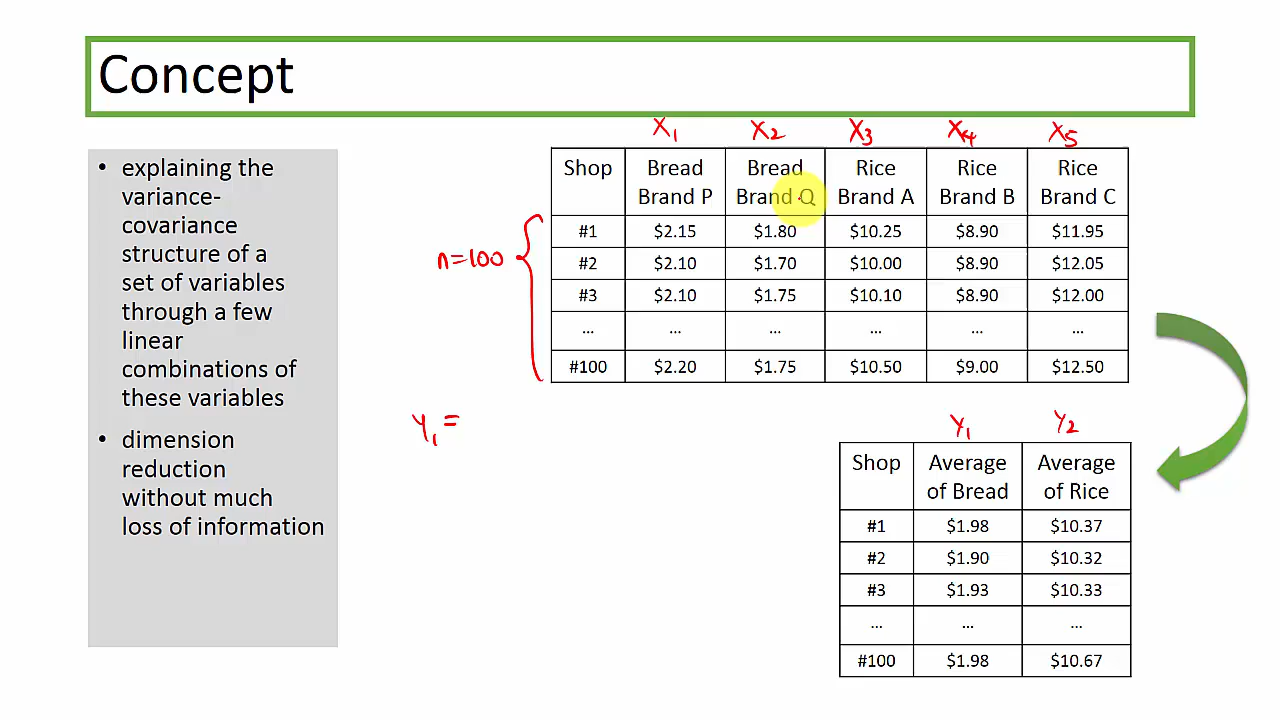 Concept
• explaining the
variance-
covariance
structure of a
set of variables
through a few
linear
combinations of
these variables
• dimension
reduction
without much
loss of information
X1 X2 X3 X4 X5
Shop Bread Brand P Bread Brand Q Rice Brand A Rice Brand B Rice Brand C
#1 $2.15 $1.80 $10.25 $8.90 $11.95
#2 $2.10 $1.70 $10.00 $8.90 $12.05
#3 $2.10 $1.75 $10.10 $8.90 $12.00
... ... ... ... ... ...
#100 $2.20 $1.75 $10.50 $9.00 $12.50
n=100
Y1 =
Y1 Y2
Shop Average of Bread Average of Rice
#1 $1.98 $10.37
#2 $1.90 $10.32
#3 $1.93 $10.33
... ... ...
#100 $1.98 $10.67